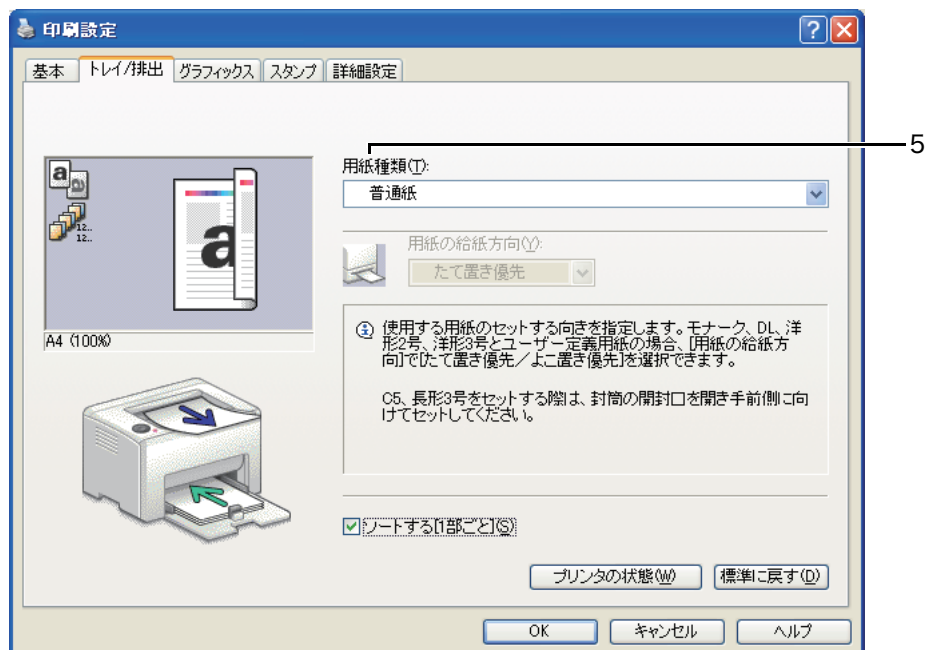 印刷設定
基本 トレイ/排出 グラフィックス スタンプ 詳細設定
5
用紙種類(T):
普通紙
a
a
12..
12..
a
用紙の給紙方向(Y):
たて置き優先
A4 (100%)
使用する用紙のセットする向きを指定します。モナーク、DL、洋
形2号、洋形3号とユーザー定義用紙の場合、[用紙の給紙方
向]で[たて置き優先/よこ置き優先]を選択できます。
C5、長形3号をセットする際は、封筒の開封口を開き手前側に向
けてセットしてください。
ソートする[1部ごと](S)
プリンタの状態(W) 標準に戻す(D)
OK キャンセル ヘルプ